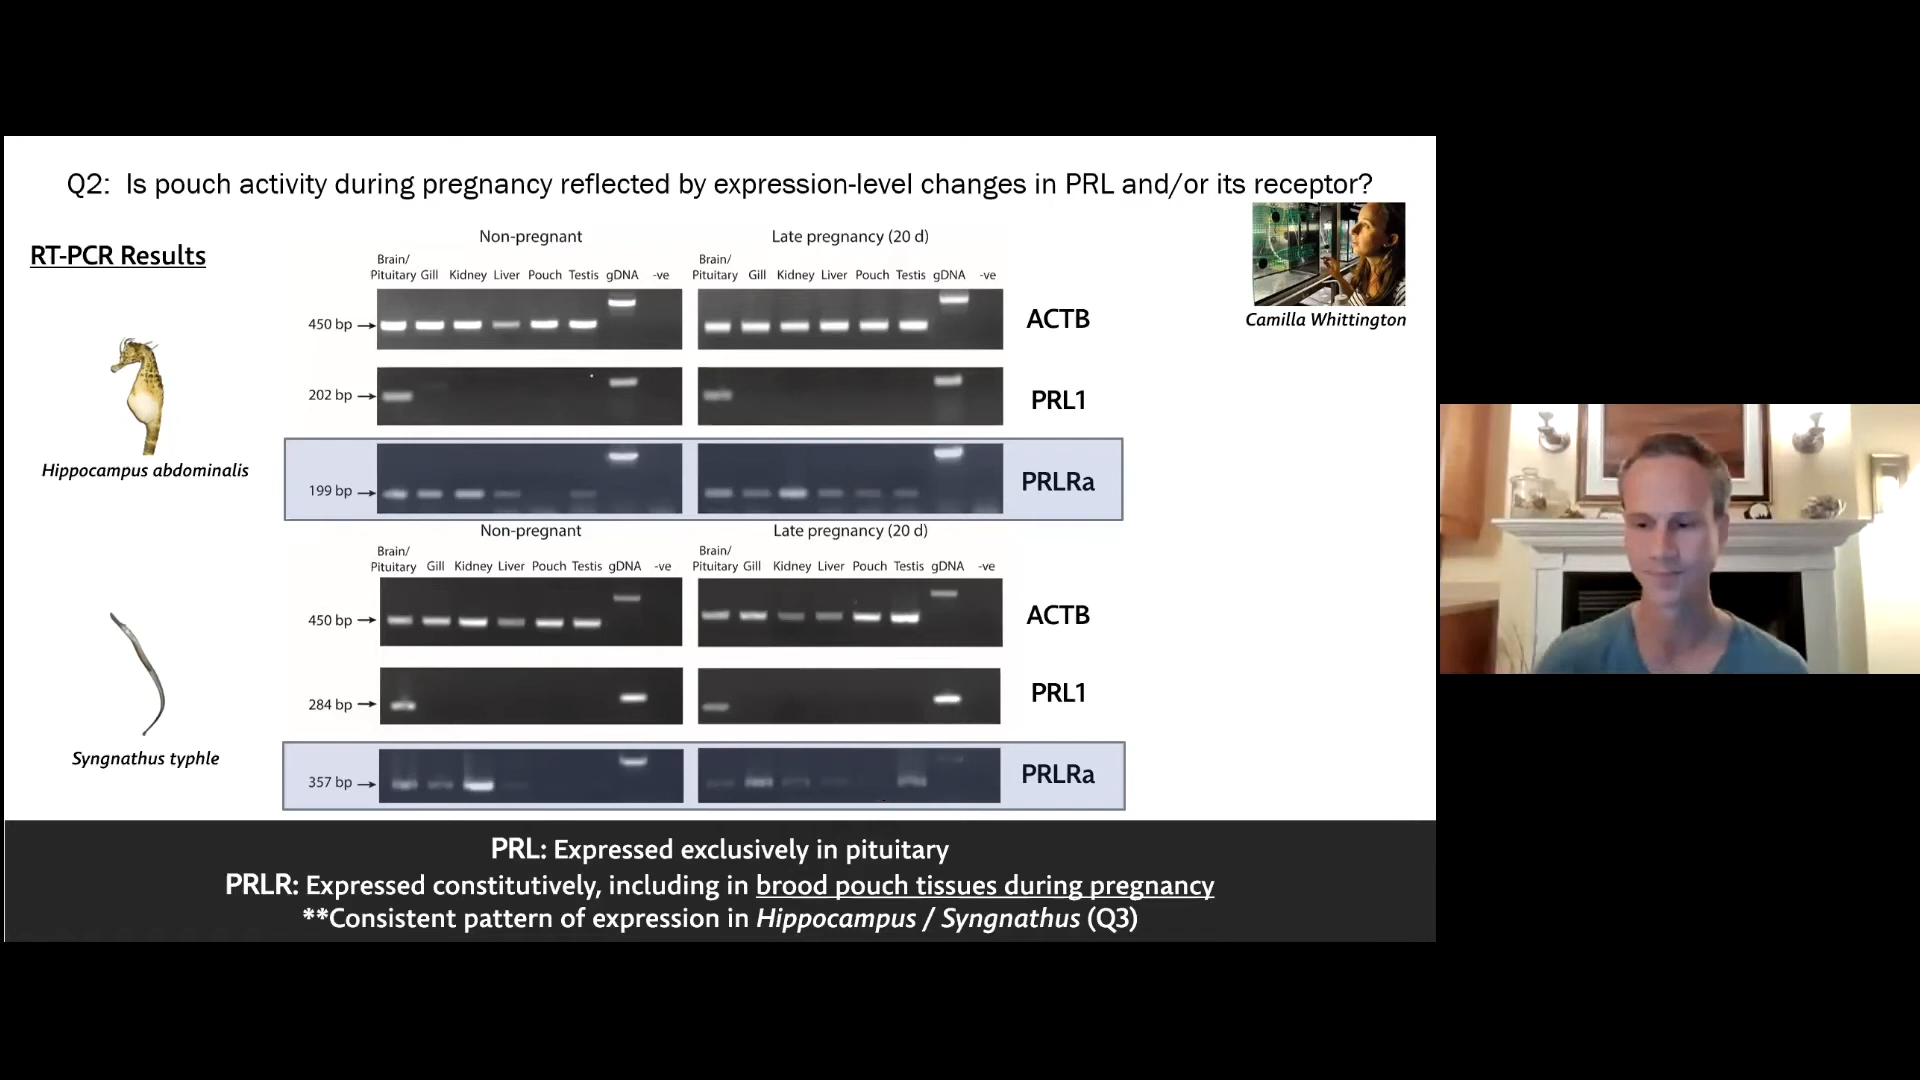 Q2: Is pouch activity during pregnancy reflected by expression-level changes in PRL and/or its receptor?
RT-PCR Results
Camilla Whittington
Non-pregnant
Late pregnancy (20 d)
Brain/
Pituitary Gill Kidney Liver Pouch Testis gDNA -ve
Brain/
Pituitary Gill Kidney Liver Pouch Testis gDNA -ve
450 bp
ACTB
202 bp
PRL1
199 bp
PRLRa
Hippocampus abdominalis
Non-pregnant
Late pregnancy (20 d)
Brain/
Pituitary Gill Kidney Liver Pouch Testis gDNA -ve
Brain/
Pituitary Gill Kidney Liver Pouch Testis gDNA -ve
450 bp
ACTB
284 bp
PRL1
357 bp
PRLRa
Syngnathus typhle
PRL: Expressed exclusively in pituitary
PRLR: Expressed constitutively, including in brood pouch tissues during pregnancy
**Consistent pattern of expression in Hippocampus / Syngnathus (Q3)